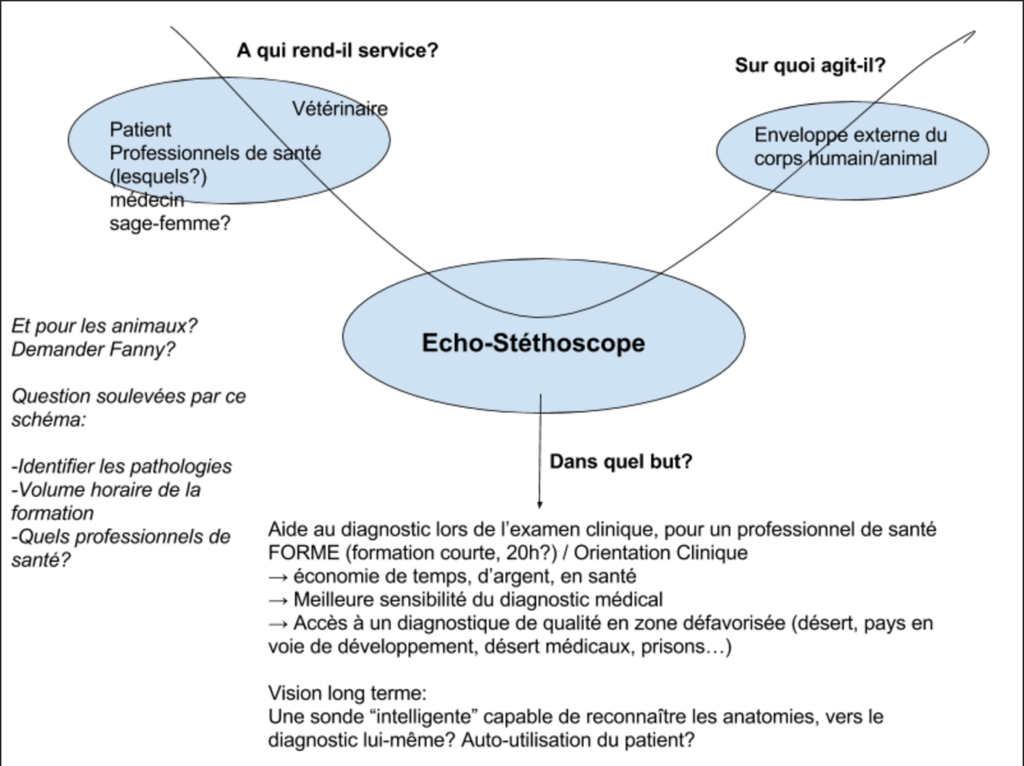 A qui rend-il service?
Sur quoi agit-il?
Vétérinaire
Patient
Professionnels de santé
(lesquels?)
médecin
sage-femme?
Enveloppe externe du
corps humain/animal
Echo-Stéthoscope
Et pour les animaux?
Demander Fanny?
Question soulevées par ce
schéma:
-Identifier les pathologies
-Volume horaire de la
formation
-Quels professionnels de
santé?
Dans quel but?
Aide au diagnostic lors de l'examen clinique, pour un professionnel de santé
FORME (formation courte, 20h?) / Orientation Clinique
→ économie de temps, d'argent, en santé
→ Meilleure sensibilité du diagnostic médical
→ Accès à un diagnostique de qualité en zone défavorisée (désert, pays en
voie de développement, désert médicaux, prisons…)
Vision long terme:
Une sonde “intelligente” capable de reconnaître les anatomies, vers le
diagnostic lui-même? Auto-utilisation du patient?